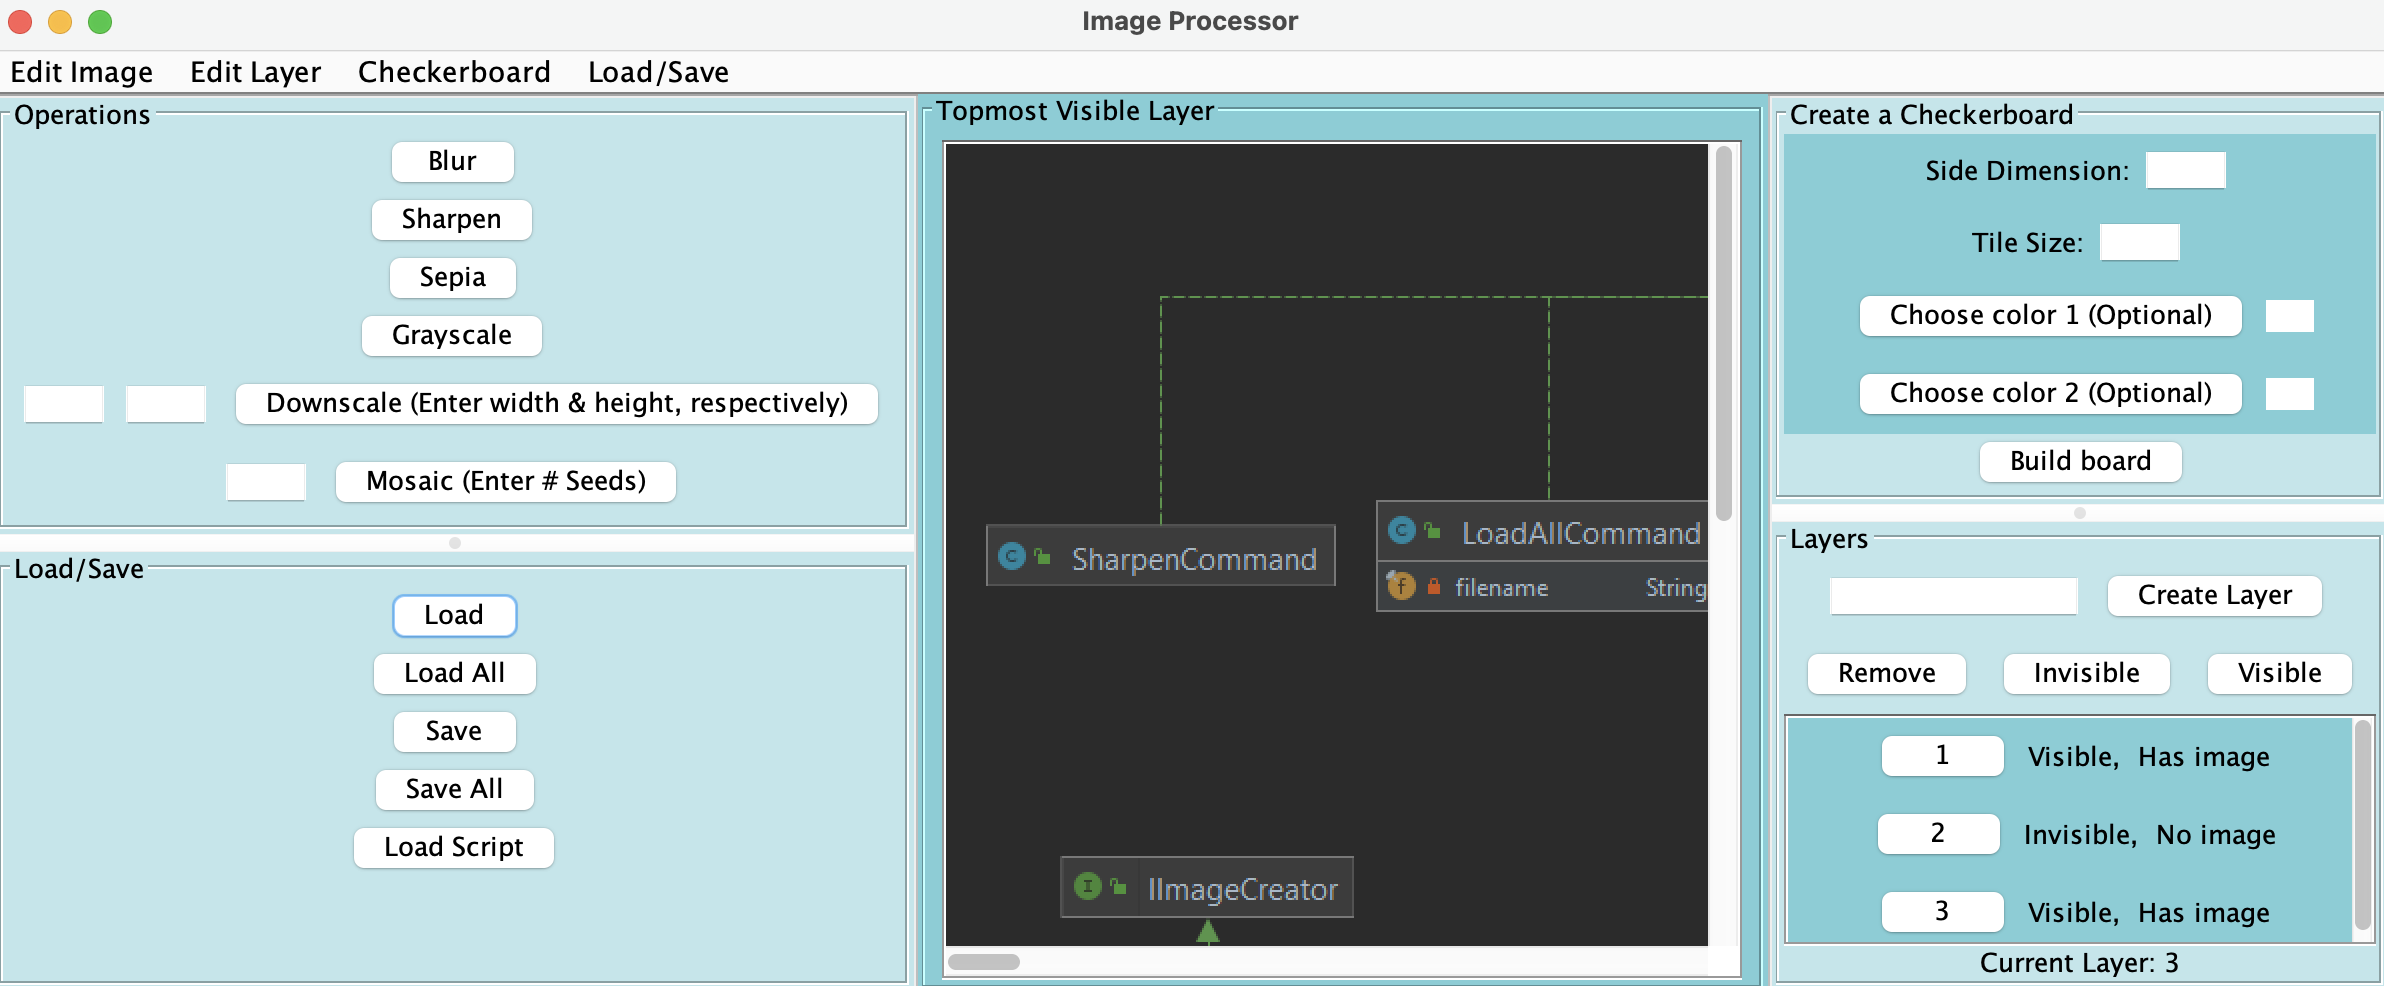 Image Processor
Edit Image Edit Layer Checkerboard Load/Save
Operations
Blur
Sharpen
Sepia
Grayscale
Downscale (Enter width & height, respectively)
Mosaic (Enter # Seeds)
Load/Save
Load
Load All
Save
Save All
Load Script
Topmost Visible Layer
SharpenCommand
LoadAllCommand
filename String
IImageCreator
Create a Checkerboard
Side Dimension:
Tile Size:
Choose color 1 (Optional)
Choose color 2 (Optional)
Build board
Layers
Create Layer
Remove Invisible Visible
1 Visible, Has image
2 Invisible, No image
3 Visible, Has image
Current Layer: 3